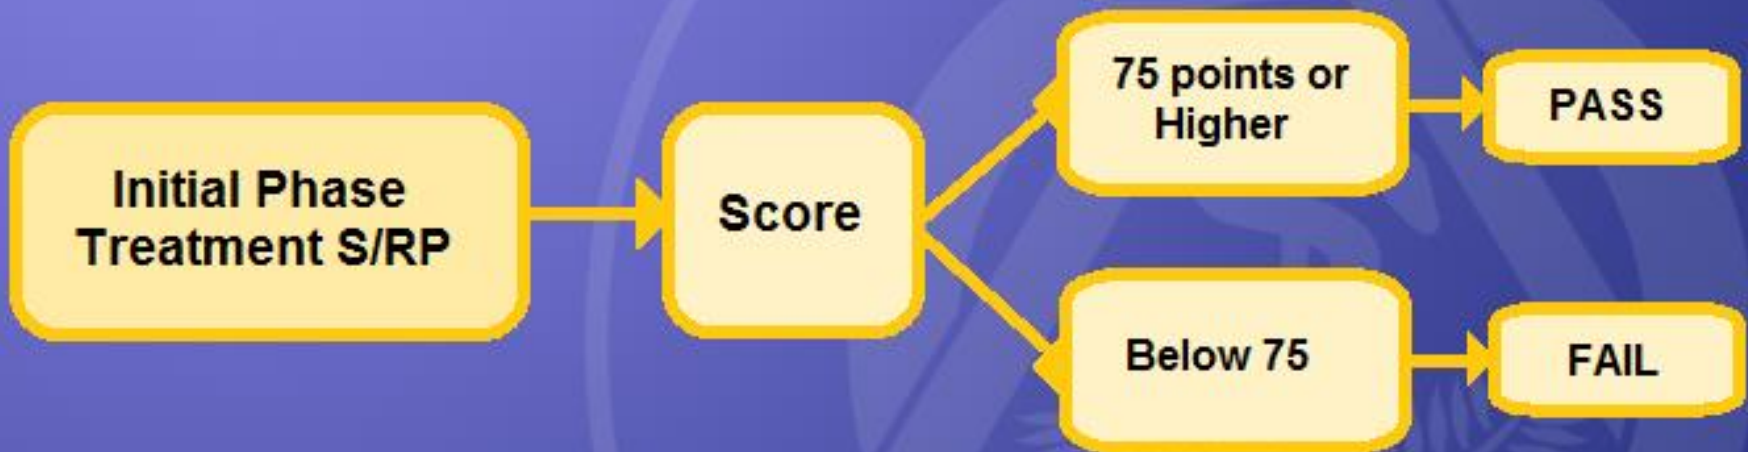 Initial Phase
Treatment S/RP
Score
75 points or
Higher
PASS
Below 75
FAIL